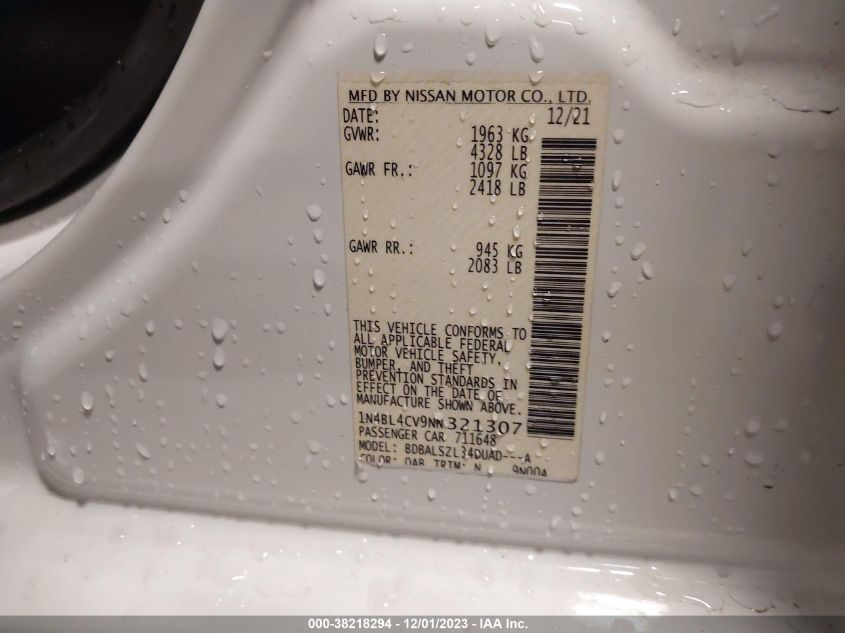 MFD BY NISSAN MOTOR CO., LTD.
DATE: 12/21
GVWR: 1963 KG
4328 LB
GAWR FR.: 1097 KG
2418 LB
GAWR RR.: 945 KG
2083 LB
THIS VEHICLE CONFORMS TO
ALL APPLICABLE FEDERAL
MOTOR VEHICLE SAFETY,
BUMPER, AND THEFT
PREVENTION STANDARDS IN
EFFECT ON THE DATE OF
MANUFACTURE SHOWN ABOVE.
1N4BL4CV9NN321307
PASSENGER CAR 711648
MODEL: BDBALSZL34DUAD---A
COLOR: QAB TRIM: N
000-38218294 - 12/01/2023 - IAA Inc.